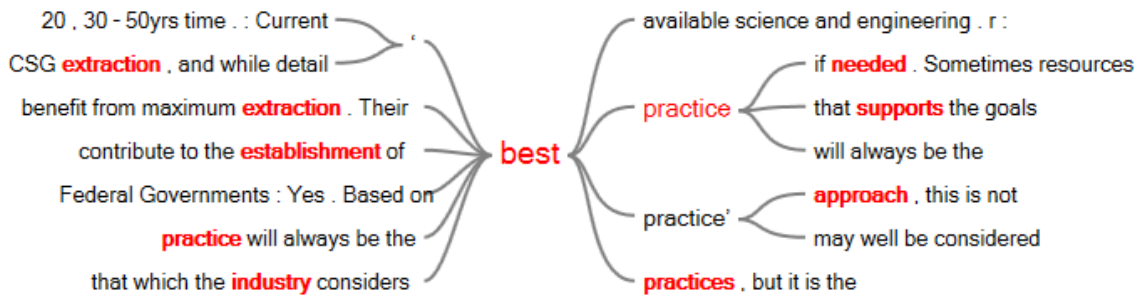 20 , 30 - 50yrs time . : Current
‘
CSG extraction , and while detail
benefit from maximum extraction . Their
contribute to the establishment of
Federal Governments : Yes . Based on
practice will always be the
that which the industry considers
best
available science and engineering . r :
practice
if needed . Sometimes resources
that supports the goals
will always be the
practice’
approach , this is not
may well be considered
practices , but it is the